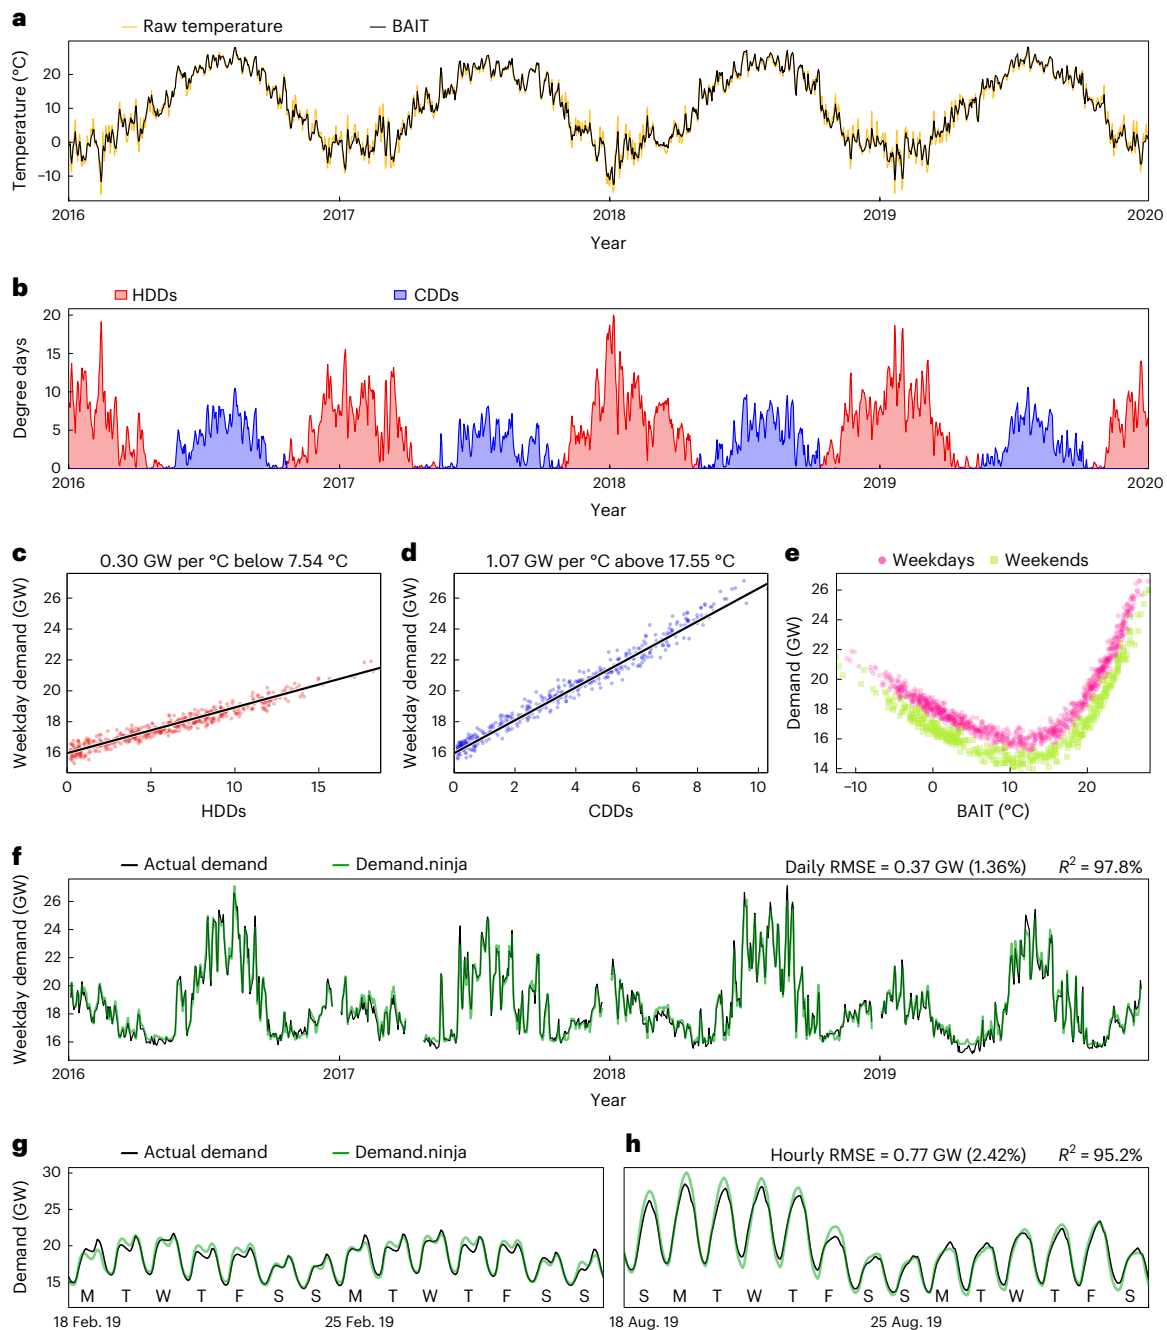 a
Raw temperature
BAIT
Temperature (°C)
20
10
0
−10
2016
2017
2018
2019
2020
Year
b
HDDs
CDDs
Degree days
20
15
10
5
0
2016
2017
2018
2019
2020
Year
c
0.30 GW per °C below 7.54 °C
Weekday demand (GW)
26
24
22
20
18
16
0
5
10
15
HDDs
d
1.07 GW per °C above 17.55 °C
Weekday demand (GW)
26
24
22
20
18
16
0
2
4
6
8
10
CDDs
e
Weekdays
Weekends
Demand (GW)
26
24
22
20
18
16
14
−10
0
10
20
BAIT (°C)
f
Actual demand
Demand.ninja
Daily RMSE = 0.37 GW (1.36%)
R² = 97.8%
Weekday demand (GW)
26
24
22
20
18
16
2016
2017
2018
2019
Year
g
Actual demand
Demand.ninja
Demand (GW)
30
25
20
15
M T W T F S S M T W T F S S
18 Feb. 19
25 Feb. 19
h
Hourly RMSE = 0.77 GW (2.42%)
R² = 95.2%
S M T W T F S S M T W T F S
18 Aug. 19
25 Aug. 19